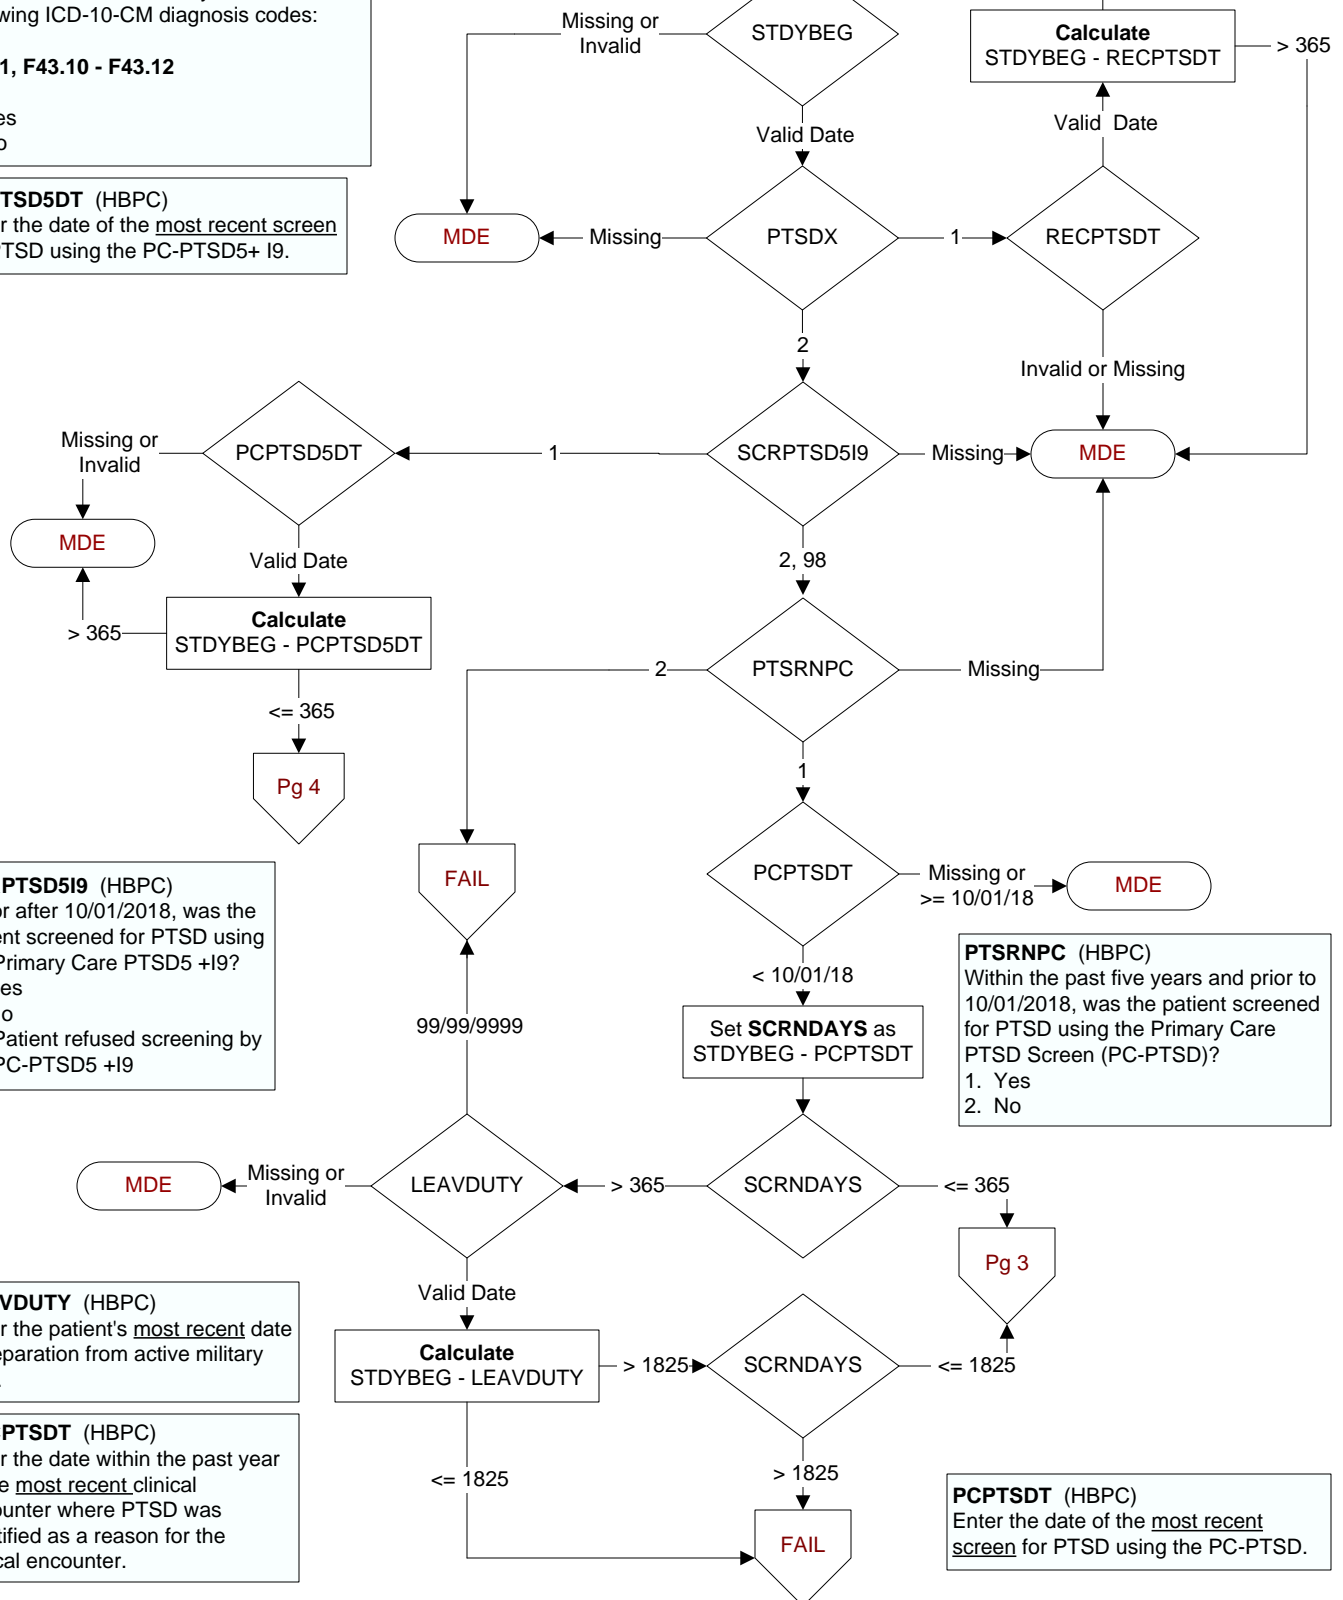 wing ICD-10-CM diagnosis codes:
1, F43.10 - F43.12
es
o
TSD5DT (HBPC)
r the date of the most recent screen
PTSD using the PC-PTSD5+ I9.
Missing or
Invalid
STDYBEG
Calculate
STDYBEG - RECPTSDT
> 365
Valid Date
Valid Date
MDE
Missing
PTSDX
1
RECPTSDT
2
Invalid or Missing
Missing or
Invalid
PCPTSD5DT
1
SCRPTSD5I9
Missing
MDE
MDE
Valid Date
2, 98
> 365
Calculate
STDYBEG - PCPTSD5DT
2
PTSRNPC
Missing
<= 365
Pg 4
1
PTSD5I9 (HBPC)
or after 10/01/2018, was the
ent screened for PTSD using
Primary Care PTSD5 +I9?
es
o
Patient refused screening by
PC-PTSD5 +I9
FAIL
PCPTSDT
Missing or
>= 10/01/18
MDE
< 10/01/18
PTSRNPC (HBPC)
Within the past five years and prior to
10/01/2018, was the patient screened
for PTSD using the Primary Care
PTSD Screen (PC-PTSD)?
1. Yes
2. No
99/99/9999
Set SCRNDAYS as
STDYBEG - PCPTSDT
MDE
Missing or
Invalid
LEAVDUTY
> 365
SCRNDAYS
<= 365
Pg 3
VDUTY (HBPC)
r the patient's most recent date
eparation from active military
.
Valid Date
Calculate
STDYBEG - LEAVDUTY
> 1825
SCRNDAYS
<= 1825
PTSDT (HBPC)
r the date within the past year
e most recent clinical
ounter where PTSD was
tified as a reason for the
cal encounter.
<= 1825
> 1825
FAIL
PCPTSDT (HBPC)
Enter the date of the most recent
screen for PTSD using the PC-PTSD.